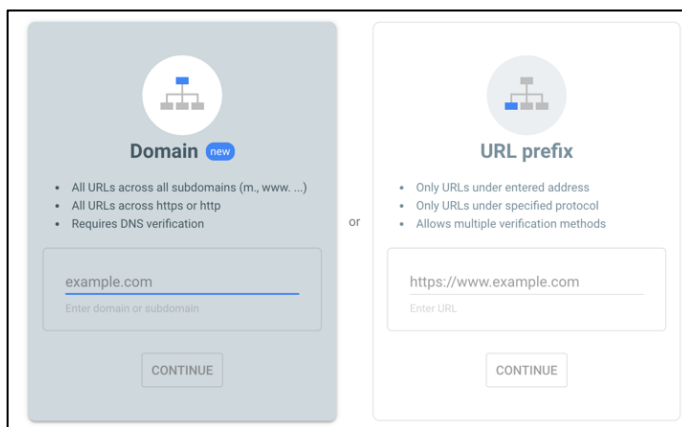 Domain new
• All URLs across all subdomains (m., www. ...)
• All URLs across https or http
• Requires DNS verification
example.com
Enter domain or subdomain
CONTINUE
or
URL prefix
• Only URLs under entered address
• Only URLs under specified protocol
• Allows multiple verification methods
https://www.example.com
Enter URL
CONTINUE